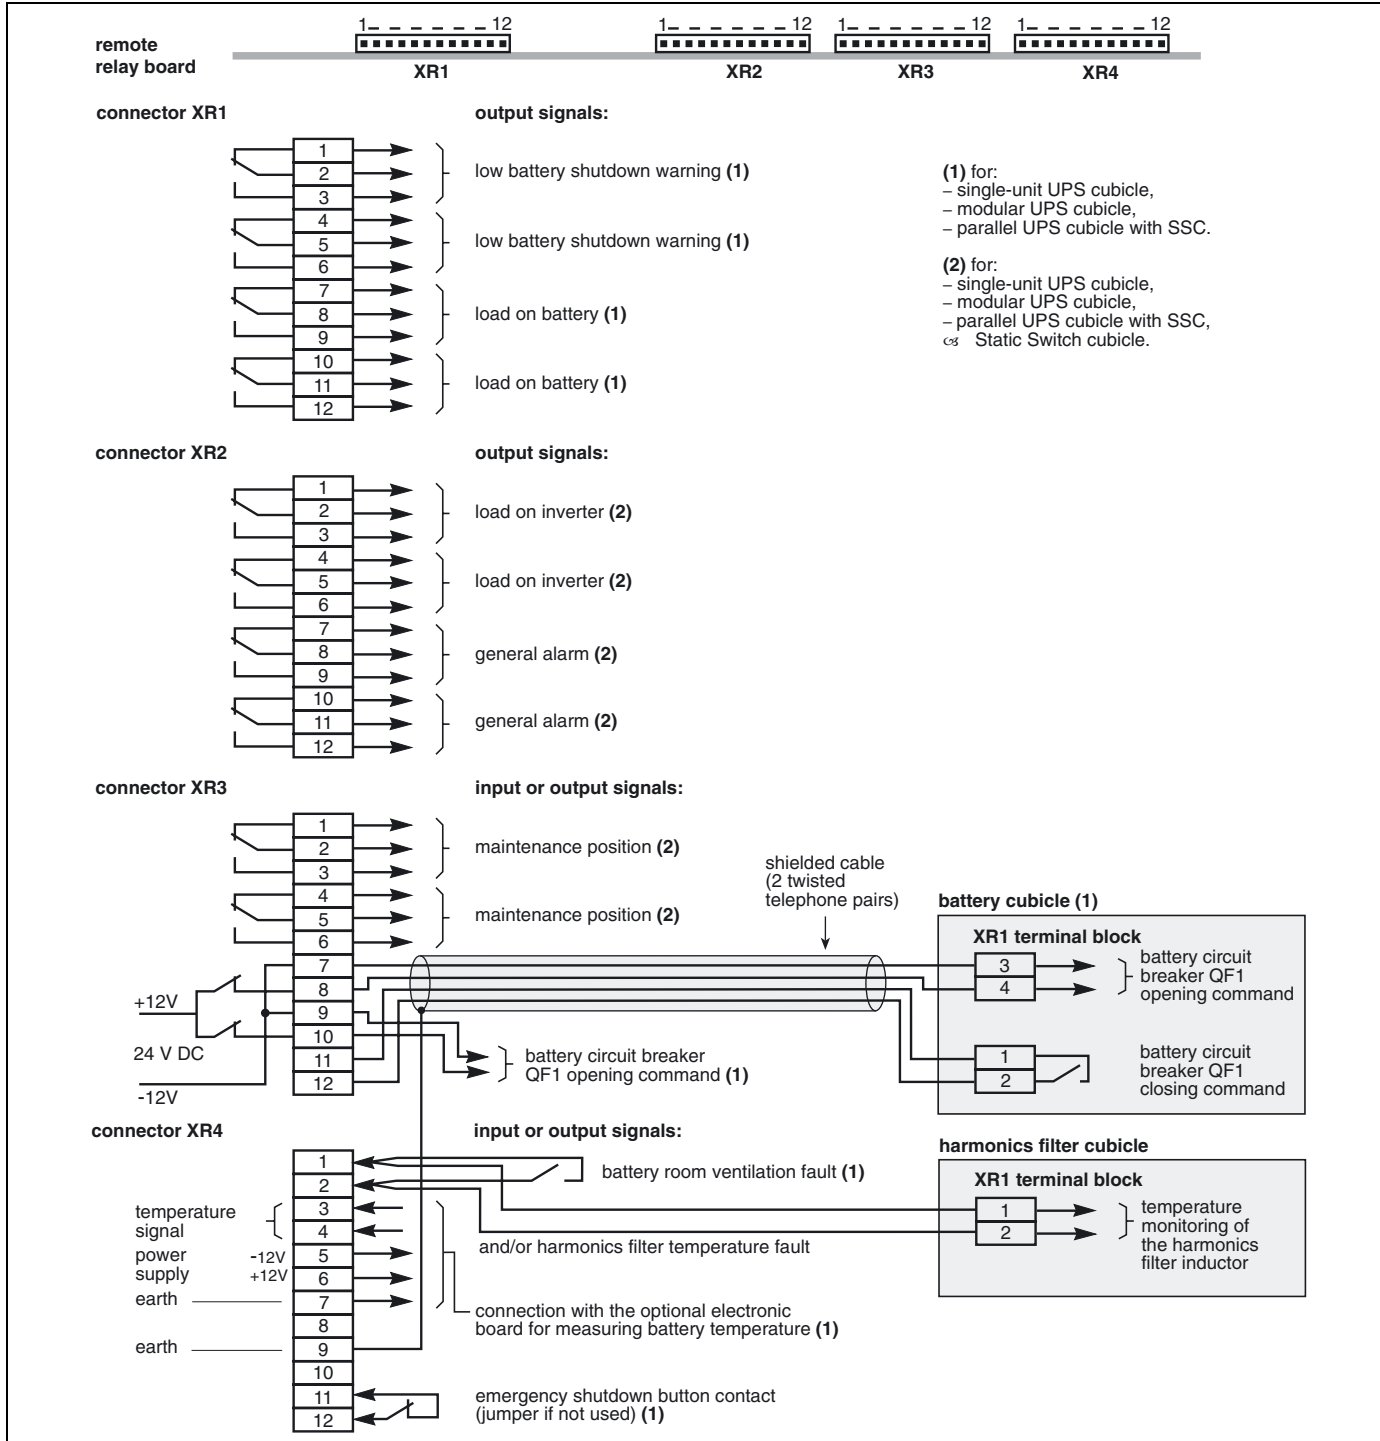 1 – – – – – – 12
1 – – – – – – 12
1 – – – – – – 12
1 – – – – – – 12
remote
relay board
XR1
XR2
XR3
XR4
connector XR1
output signals:
1
2
3
low battery shutdown warning (1)
4
5
6
low battery shutdown warning (1)
7
8
9
load on battery (1)
10
11
12
load on battery (1)
(1) for:
– single-unit UPS cubicle,
– modular UPS cubicle,
– parallel UPS cubicle with SSC.
(2) for:
– single-unit UPS cubicle,
– modular UPS cubicle,
– parallel UPS cubicle with SSC,
Static Switch cubicle.
connector XR2
output signals:
1
2
3
load on inverter (2)
4
5
6
load on inverter (2)
7
8
9
general alarm (2)
10
11
12
general alarm (2)
connector XR3
input or output signals:
1
2
3
maintenance position (2)
4
5
6
maintenance position (2)
7
8
9
10
11
12
+12V
24 V DC
-12V
battery circuit breaker
QF1 opening command (1)
shielded cable
(2 twisted
telephone pairs)
battery cubicle (1)
XR1 terminal block
3
4
battery circuit
breaker QF1
opening command
1
2
battery circuit
breaker QF1
closing command
connector XR4
input or output signals:
1
2
3
4
5
6
7
8
9
10
11
12
temperature
signal
power
supply
-12V
+12V
earth
earth
battery room ventilation fault (1)
and/or harmonics filter temperature fault
connection with the optional electronic
board for measuring battery temperature (1)
emergency shutdown button contact
(jumper if not used) (1)
harmonics filter cubicle
XR1 terminal block
1
2
temperature
monitoring of
the harmonics
filter inductor